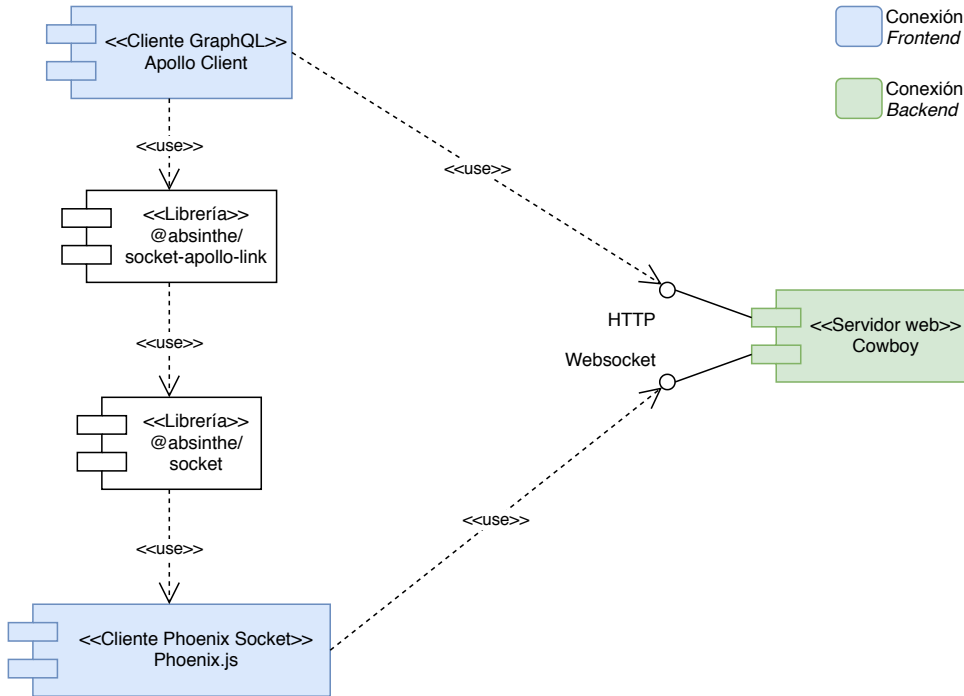 <<Cliente GraphQL>>
Apollo Client
Conexión
Frontend
Conexión
Backend
<<use>>
<<use>>
<<Librería>>
@absinthe/
socket-apollo-link
HTTP
<<Servidor web>>
Cowboy
<<use>>
Websocket
<<Librería>>
@absinthe/
socket
<<use>>
<<use>>
<<Cliente Phoenix Socket>>
Phoenix.js